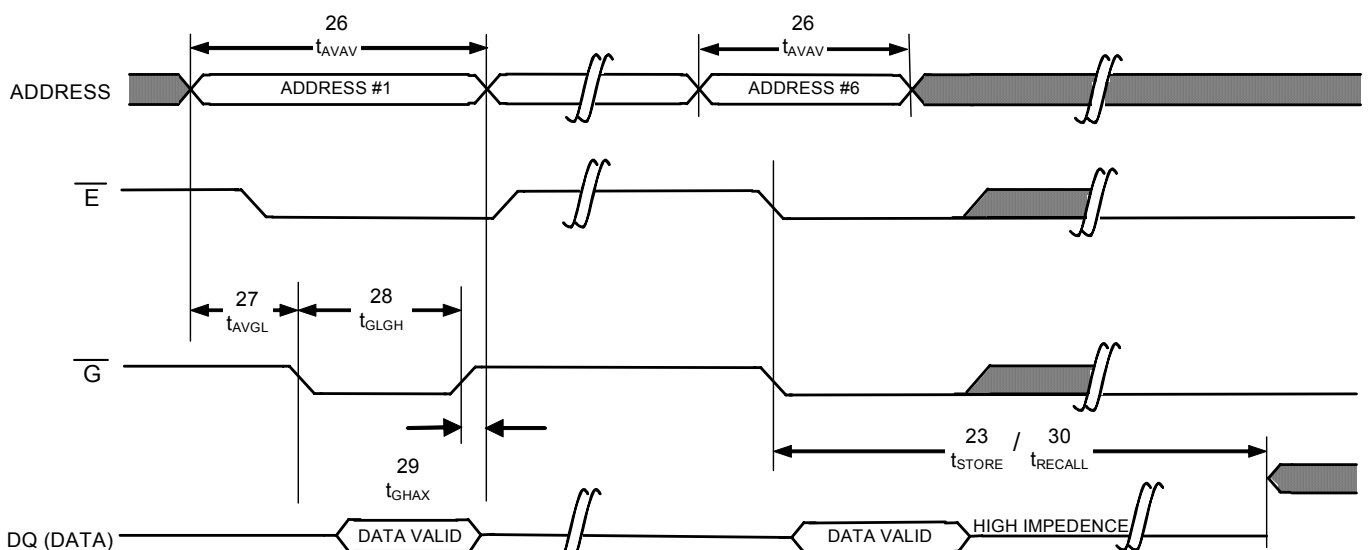 26
tAVAV
26
tAVAV
ADDRESS
ADDRESS #1
ADDRESS #6
E
27
tAVGL
28
tGLGH
G
23 / 30
tSTORE tRECALL
29
tGHAX
DQ (DATA)
DATA VALID
DATA VALID
HIGH IMPEDENCE